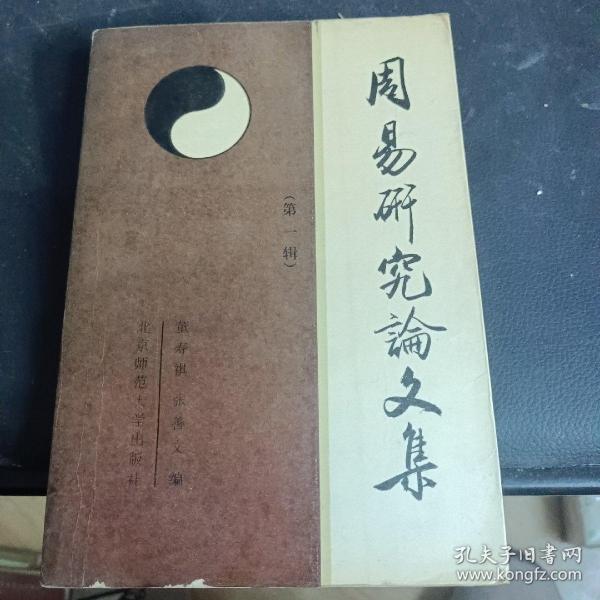 周易研究論文集
（第一辑）
黄寿祺 张善文 编
北京师范大学出版社
孔夫子旧书网
www.kongfz.com